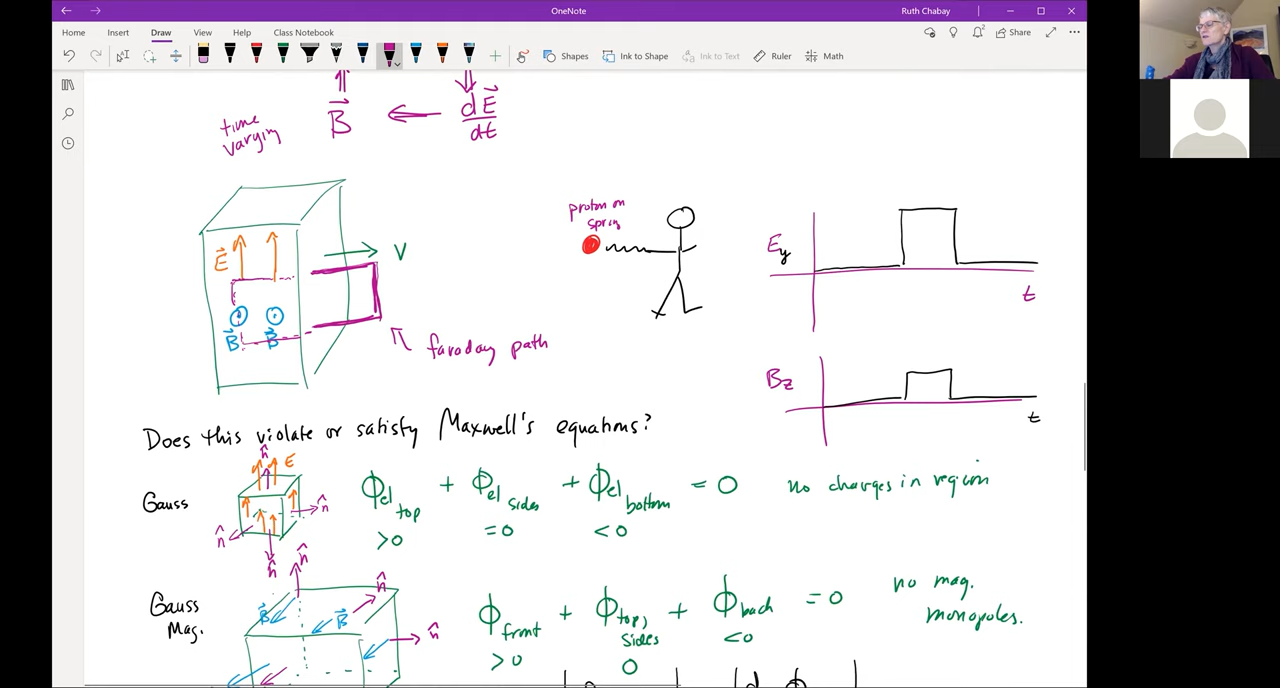 OneNote
Ruth Chabay
Home Insert Draw View Help Class Notebook
Share
Shapes Ink to Shape Ink to Text Ruler Math
B ⇐ dE/dt
time varying
E
V
B B
faraday path
proton on spring
Ey
t
Bz
t
Does this violate or satisfy Maxwell's equations?
n̂ E
Gauss
n̂ n̂ n̂
Φel top + Φel sides + Φel bottom = 0 no charges in region
>0 =0 <0
n̂ n̂
Gauss Mag.
B B n̂
Φfront + Φtop, sides + Φback = 0 no mag. monopoles.
>0 0 <0